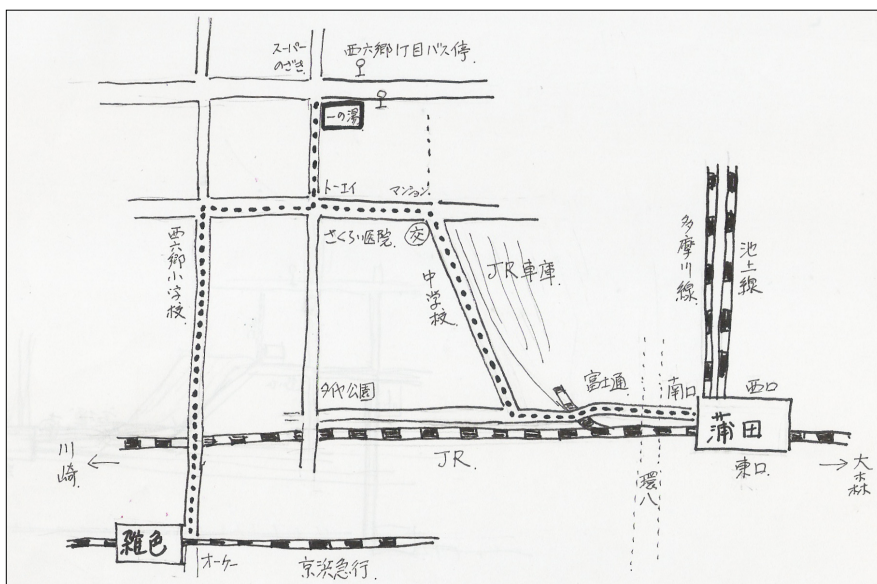 スーパー
のざき
西六郷1丁目バス停
一の湯
トーエイ
マンション
西六郷小学校
さくらい医院
交
中学校
JR車庫
多摩川線
池上線
タヤ公園
富士通
南口
西口
蒲田
東口
川崎
JR
環八
大森
雑色
オーケー
京浜急行